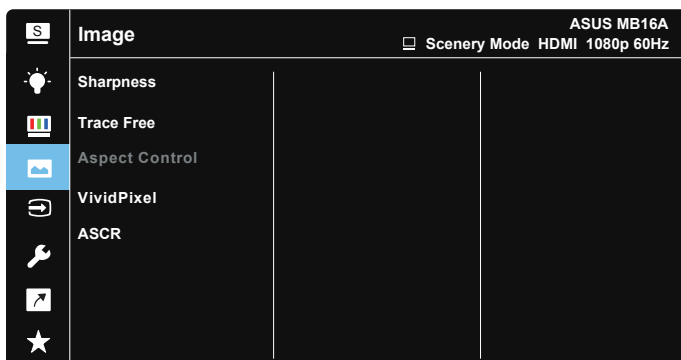 S
Image
ASUS MB16A
Scenery Mode HDMI 1080p 60Hz
Sharpness
Trace Free
Aspect Control
VividPixel
ASCR